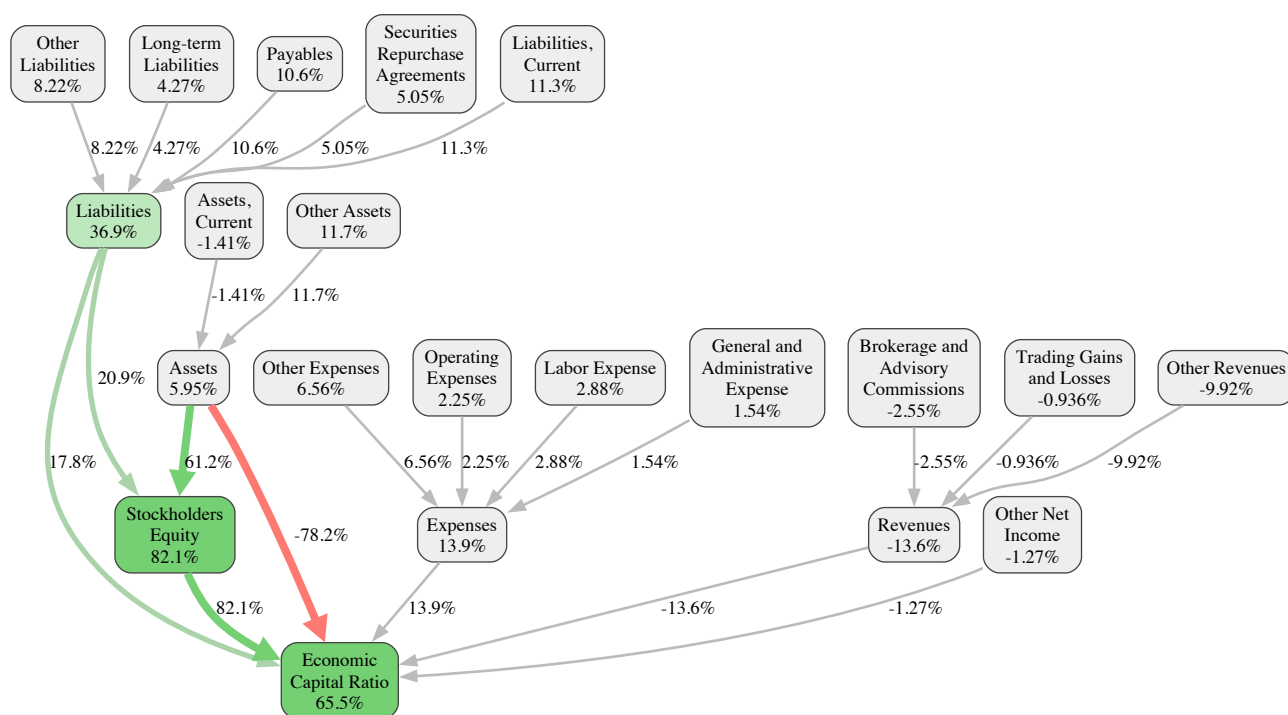 Other
Liabilities
8.22%
Long-term
Liabilities
4.27%
Payables
10.6%
Securities
Repurchase
Agreements
5.05%
Liabilities,
Current
11.3%
8.22%
4.27%
10.6%
5.05%
11.3%
Liabilities
36.9%
Assets,
Current
-1.41%
Other Assets
11.7%
-1.41%
11.7%
Assets
5.95%
Other Expenses
6.56%
Operating
Expenses
2.25%
Labor Expense
2.88%
General and
Administrative
Expense
1.54%
Brokerage and
Advisory
Commissions
-2.55%
Trading Gains
and Losses
-0.936%
Other Revenues
-9.92%
20.9%
17.8%
61.2%
6.56%
2.25%
2.88%
1.54%
-2.55%
-0.936%
-9.92%
Stockholders
Equity
82.1%
-78.2%
Expenses
13.9%
Revenues
-13.6%
Other Net
Income
-1.27%
82.1%
13.9%
-13.6%
-1.27%
Economic
Capital Ratio
65.5%